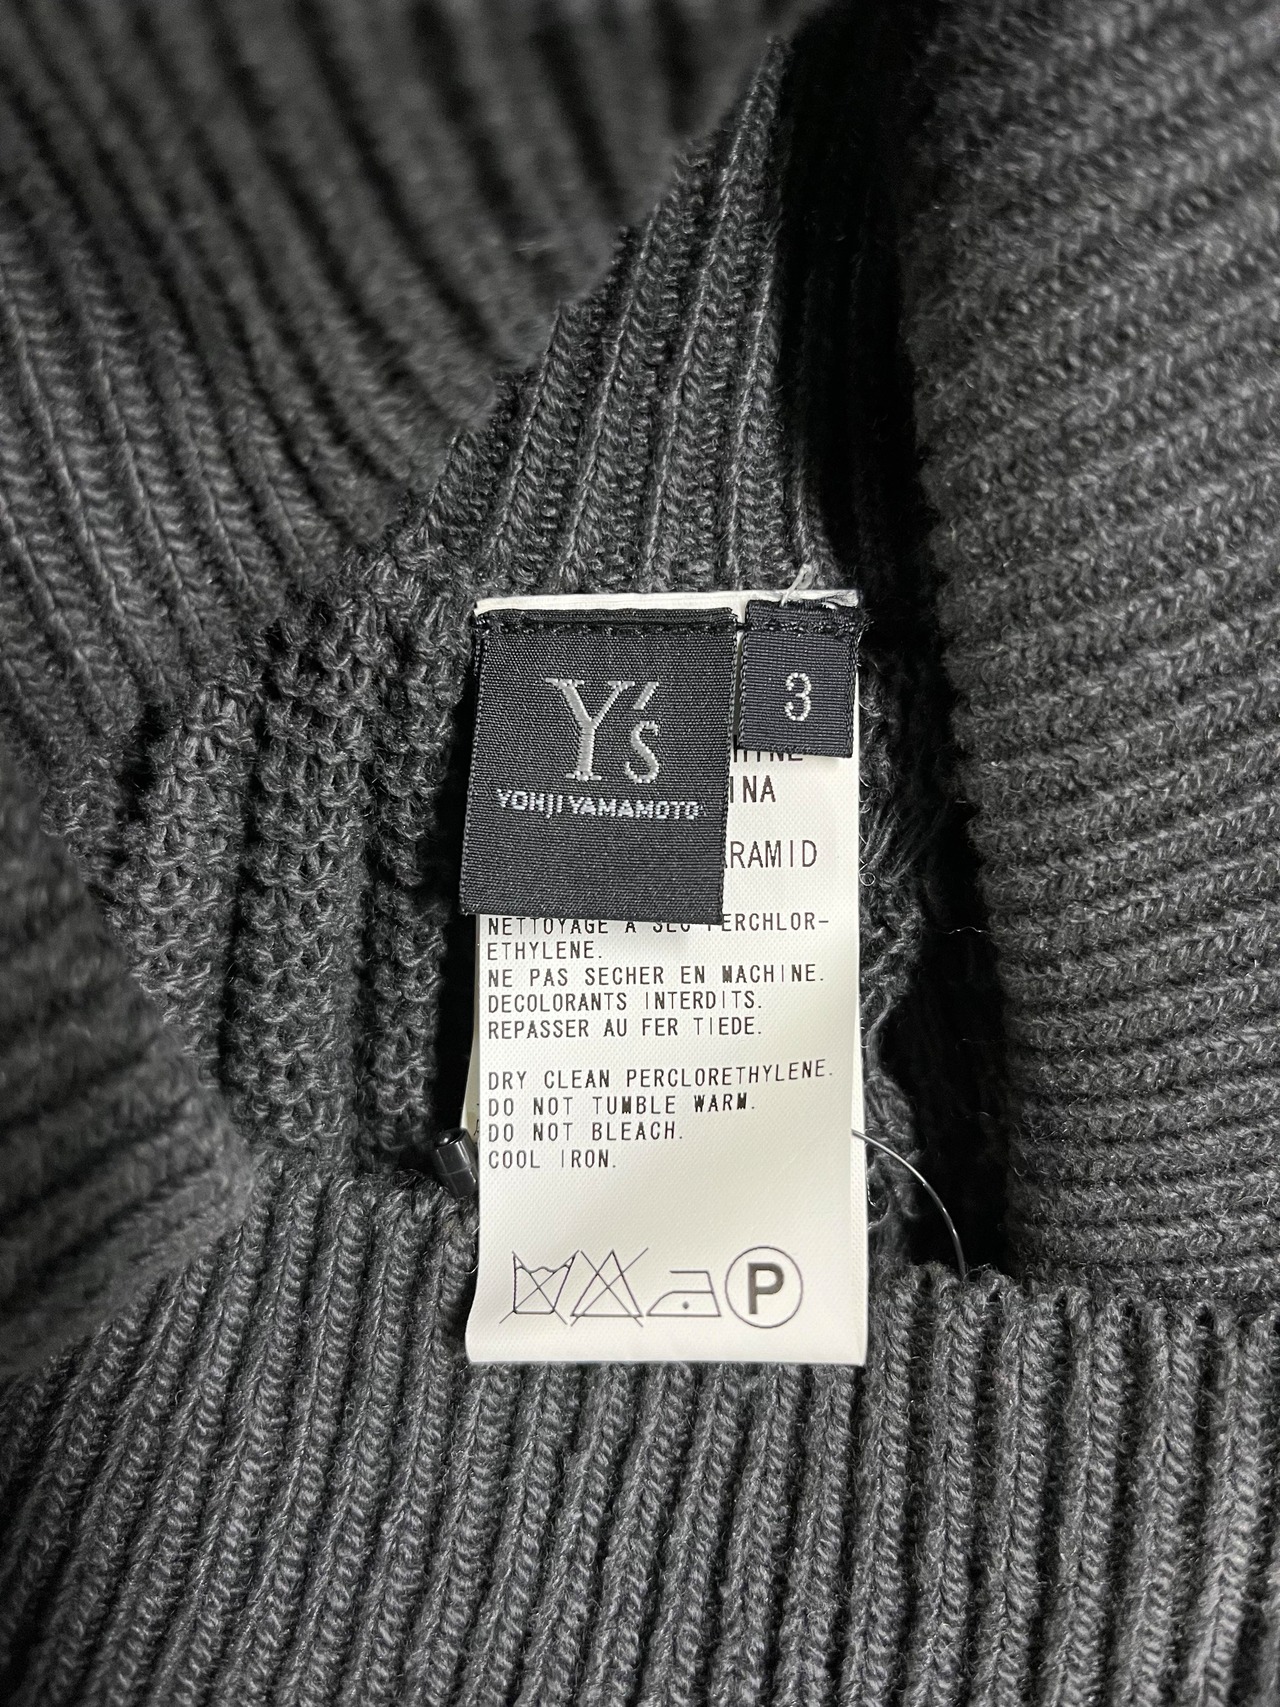 Y's
YOHJI YAMAMOTO
3
INA
RAMID
NETTOYAGE A SEC PERCHLOR-
ETHYLENE.
NE PAS SECHER EN MACHINE.
DECOLORANTS INTERDITS.
REPASSER AU FER TIEDE.
DRY CLEAN PERCLORETHYLENE.
DO NOT TUMBLE WARM.
DO NOT BLEACH.
COOL IRON.
P